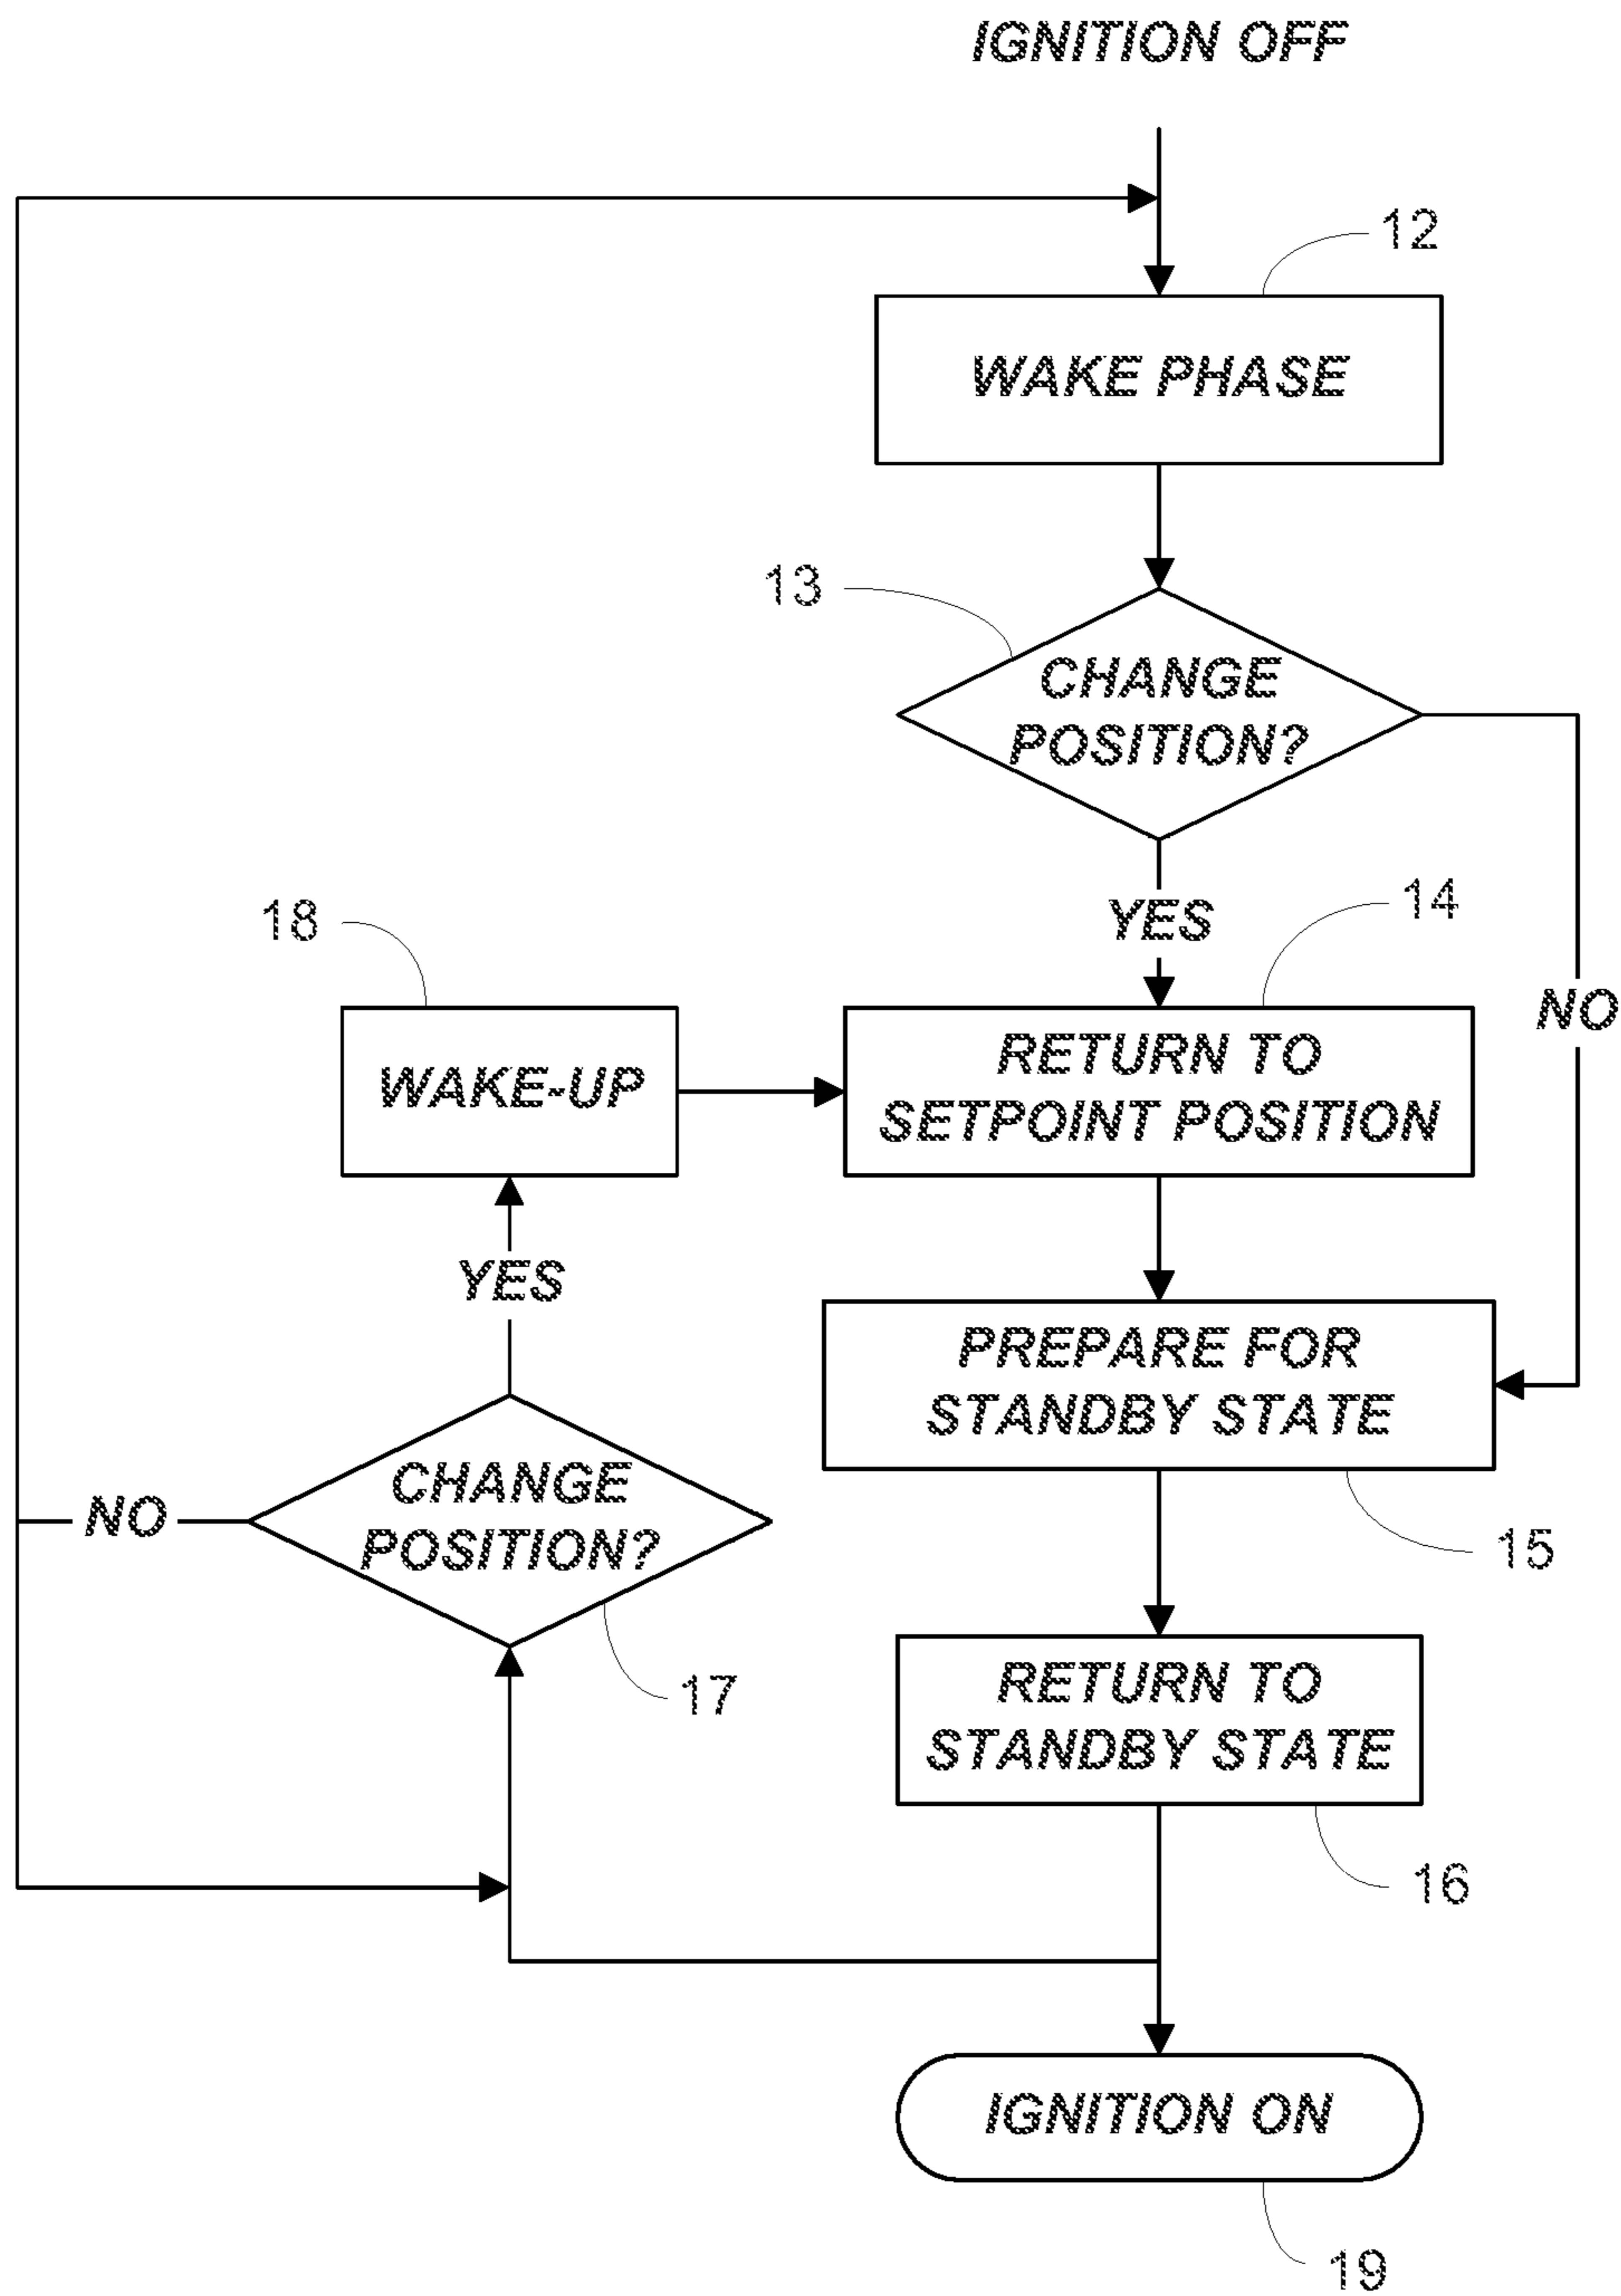 IGNITION OFF
12
WAKE PHASE
13
CHANGE
POSITION?
YES
14
NO
18
WAKE-UP
RETURN TO
SETPOINT POSITION
YES
PREPARE FOR
STANDBY STATE
15
NO
CHANGE
POSITION?
17
RETURN TO
STANDBY STATE
16
IGNITION ON
19